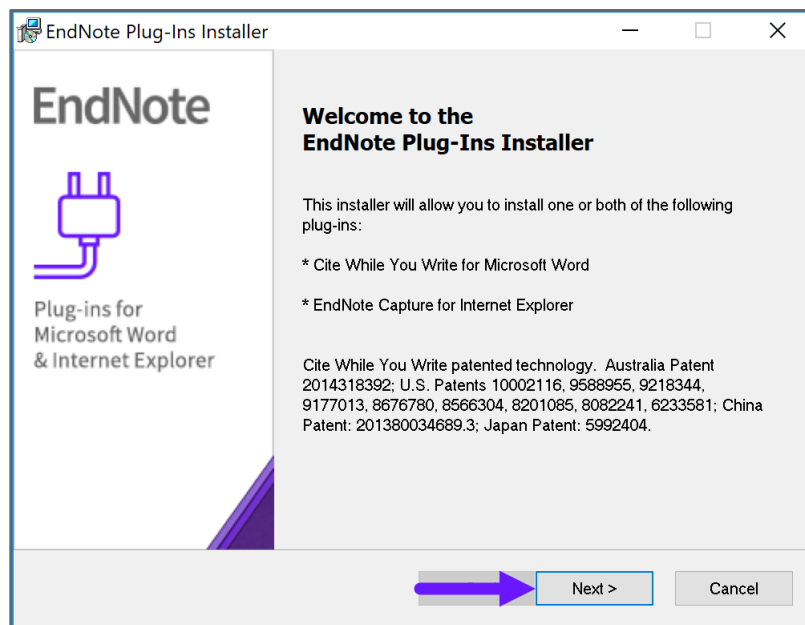 EndNote Plug-Ins Installer
EndNote
Plug-ins for
Microsoft Word
& Internet Explorer
Welcome to the
EndNote Plug-Ins Installer
This installer will allow you to install one or both of the following
plug-ins:
* Cite While You Write for Microsoft Word
* EndNote Capture for Internet Explorer
Cite While You Write patented technology.  Australia Patent
2014318392; U.S. Patents 10002116, 9588955, 9218344,
9177013, 8676780, 8566304, 8201085, 8082241, 6233581; China
Patent: 201380034689.3; Japan Patent: 5992404.
Next >
Cancel